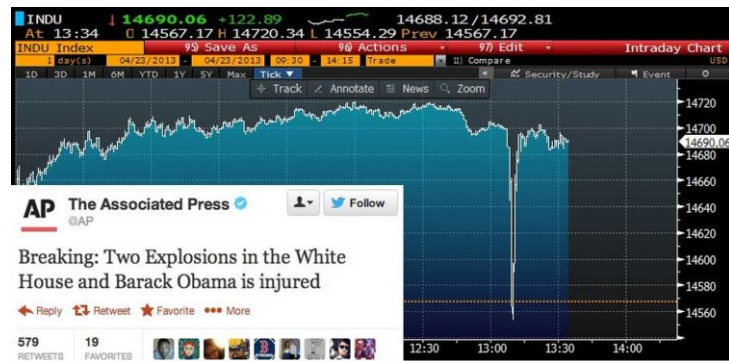 INDU ↓ 14690.06 +122.89 14688.12/14692.81
At 13:34 O 14567.17 H 14720.34 L 14554.29 Prev 14567.17
INDU Index 95) Save As 96) Actions 97) Edit Intraday Chart
1 day(s) 04/23/2013 - 04/23/2013 09:30 - 14:15 Trade 11) Compare USD
1D 3D 1M 6M YTD 1Y 5Y Max Tick ▼ « Security/Study Event
Track Annotate News Zoom
14720
14700
14690.06
14680
14660
14640
14620
14600
14580
14560
AP The Associated Press
@AP
Follow
Breaking: Two Explosions in the White
House and Barack Obama is injured
Reply Retweet Favorite ••• More
579 19
RETWEETS FAVORITES
12:30 13:00 13:30 14:00